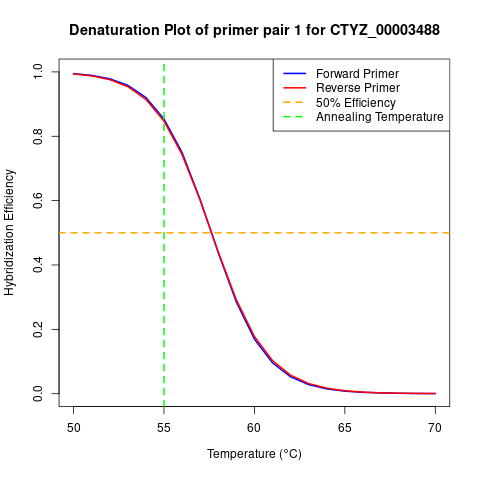 Denaturation Plot of primer pair 1 for CTYZ_00003488
Forward Primer
Reverse Primer
50% Efficiency
Annealing Temperature
Hybridization Efficiency
1.0
0.8
0.6
0.4
0.2
0.0
50
55
60
65
70
Temperature (°C)